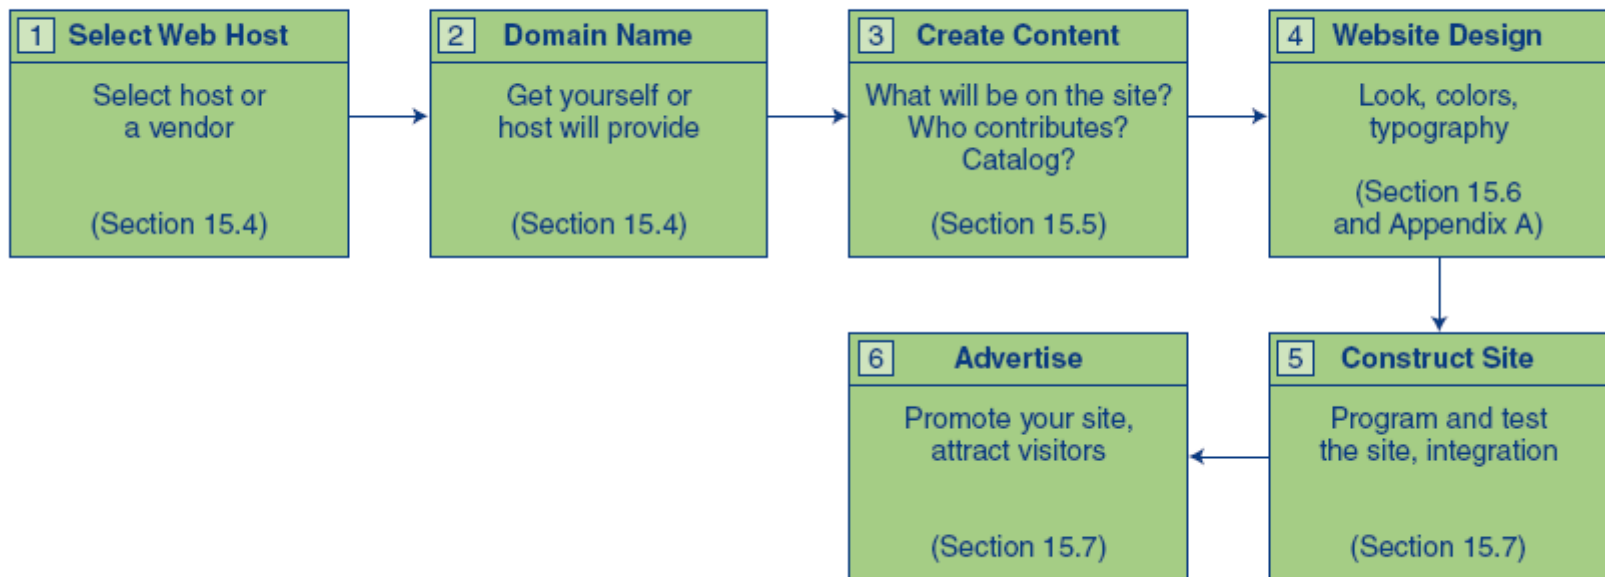 1 Select Web Host
Select host or
a vendor
(Section 15.4)
2 Domain Name
Get yourself or
host will provide
(Section 15.4)
3 Create Content
What will be on the site?
Who contributes?
Catalog?
(Section 15.5)
4 Website Design
Look, colors,
typography
(Section 15.6
and Appendix A)
5 Construct Site
Program and test
the site, integration
(Section 15.7)
6 Advertise
Promote your site,
attract visitors
(Section 15.7)